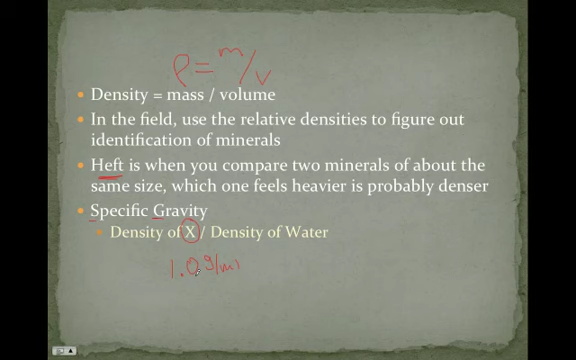 ρ = m/v
Density = mass / volume
In the field, use the relative densities to figure out
identification of minerals
Heft is when you compare two minerals of about the
same size, which one feels heavier is probably denser
Specific Gravity
Density of X / Density of Water
1.0 g/ml